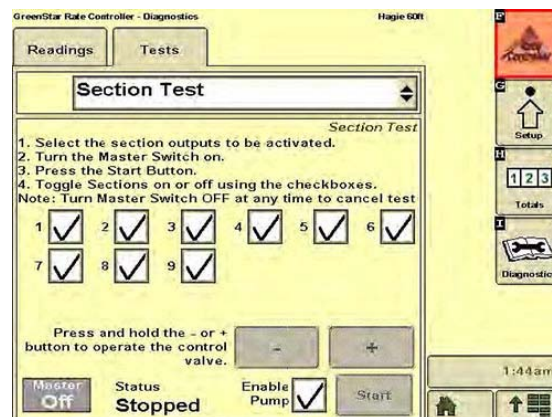 GreenStar Rate Controller - Diagnostics
Hagie 60ft
Readings
Tests
Section Test
Section Test
1. Select the section outputs to be activated.
2. Turn the Master Switch on.
3. Press the Start Button.
4. Toggle Sections on or off using the checkboxes.
Note: Turn Master Switch OFF at any time to cancel test
1 2 3 4 5 6
7 8 9
Press and hold the - or +
button to operate the control
valve.
- +
Master
Off
Status
Stopped
Enable
Pump
Start
F
G
Setup
H
1 2 3
Totals
I
Diagnostic
1:44am